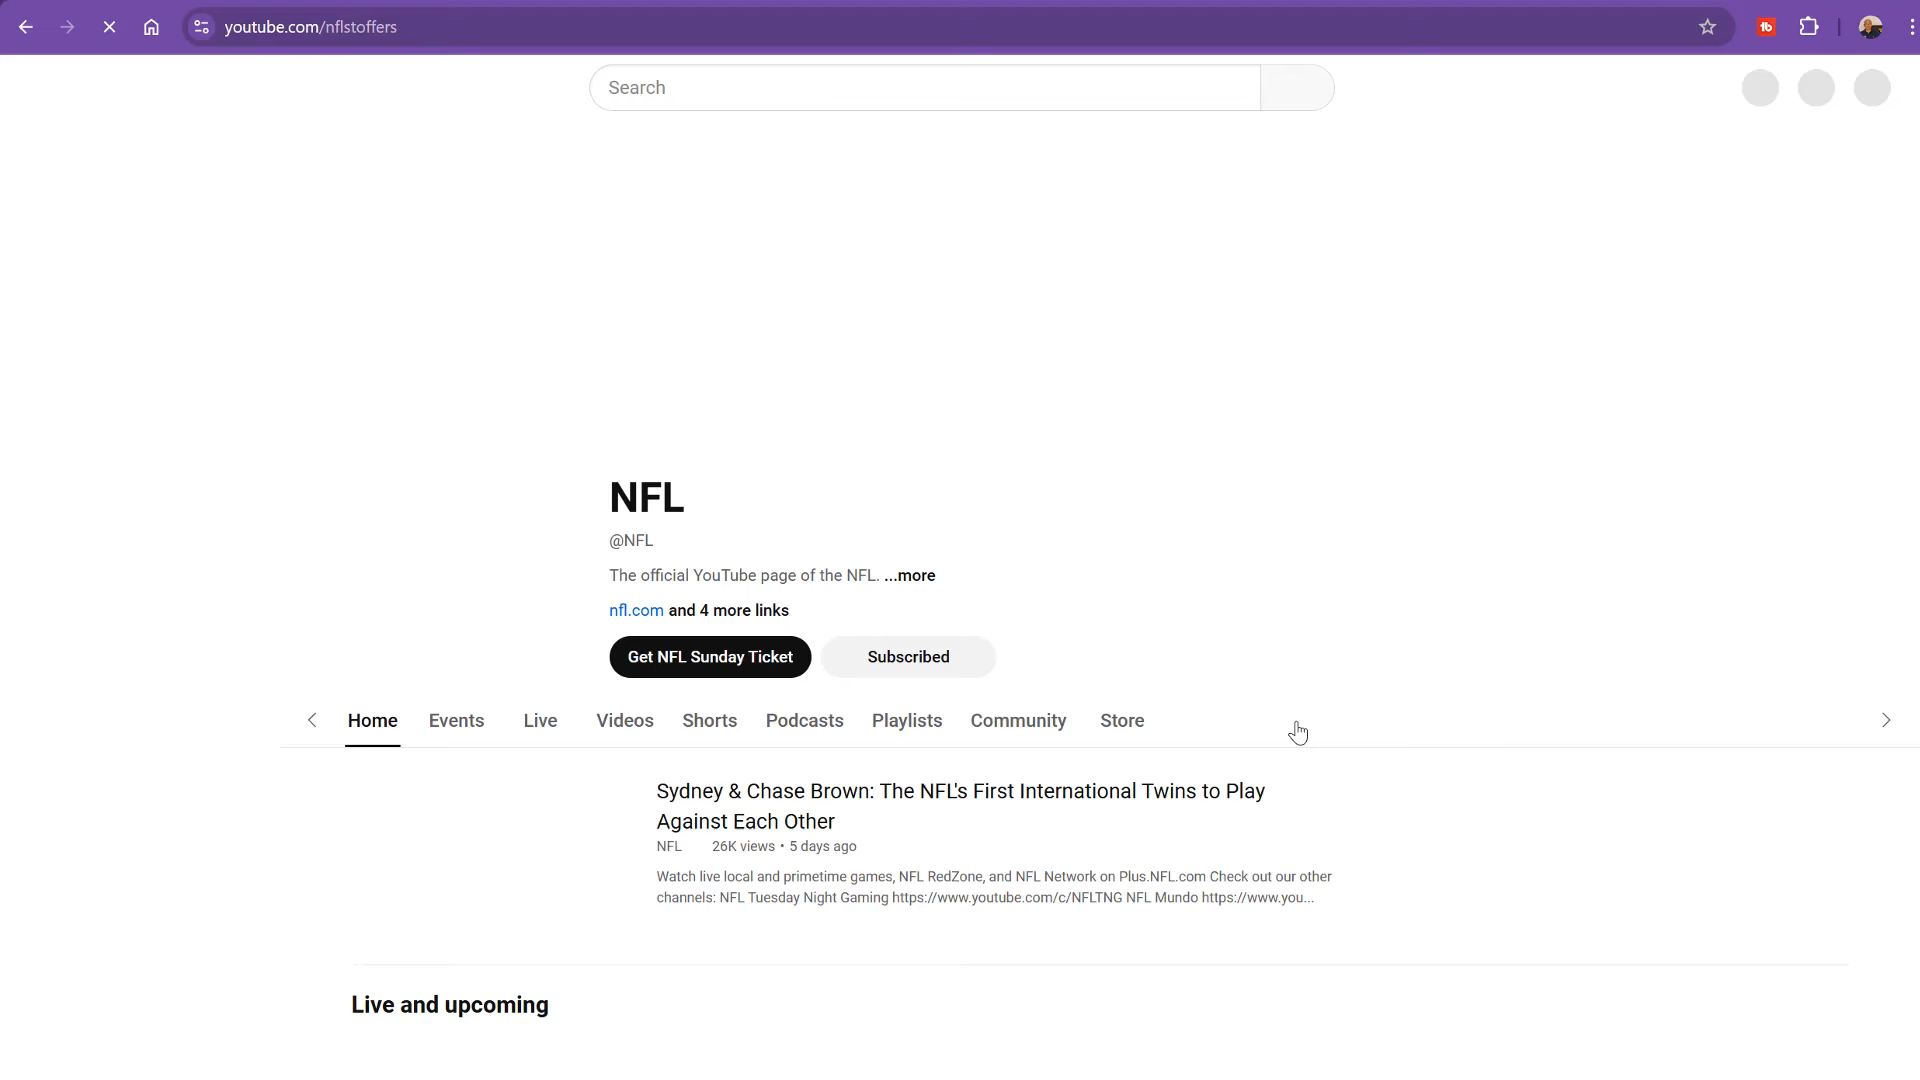 youtube.com/nflstoffers
Search
NFL
@NFL
The official YouTube page of the NFL. ...more
nfl.com and 4 more links
Get NFL Sunday Ticket
Subscribed
Home
Events
Live
Videos
Shorts
Podcasts
Playlists
Community
Store
Sydney & Chase Brown: The NFL's First International Twins to Play
Against Each Other
NFL 26K views • 5 days ago
Watch live local and primetime games, NFL RedZone, and NFL Network on Plus.NFL.com Check out our other
channels: NFL Tuesday Night Gaming https://www.youtube.com/c/NFLTNG NFL Mundo https://www.you...
Live and upcoming